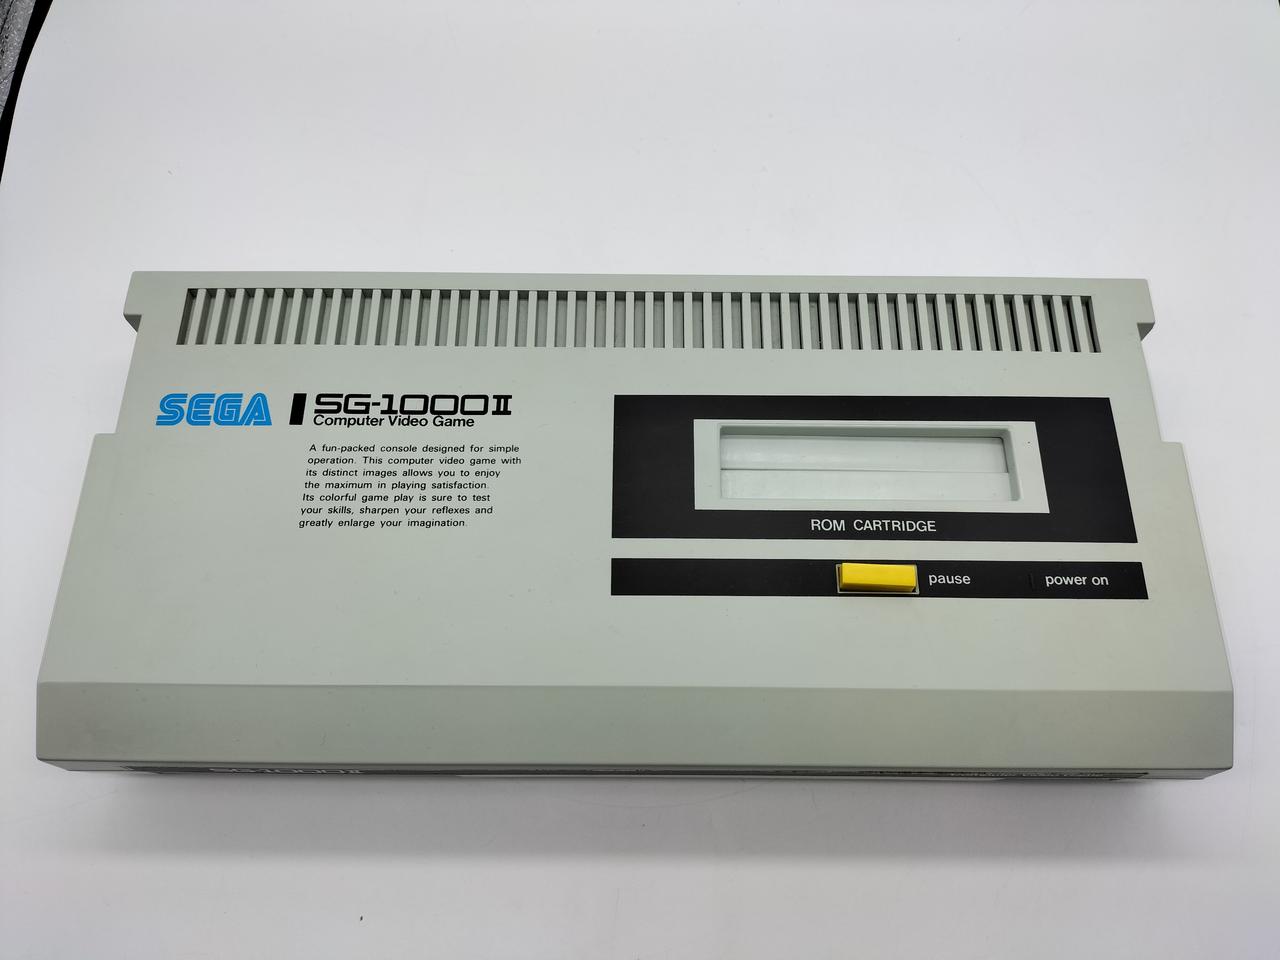 SEGA
SG-1000II
Computer Video Game
A fun-packed console designed for simple
operation. This computer video game with
its distinct images allows you to enjoy
the maximum in playing satisfaction.
Its colorful game play is sure to test
your skills, sharpen your reflexes and
greatly enlarge your imagination.
ROM CARTRIDGE
pause
power on
SG-1000II